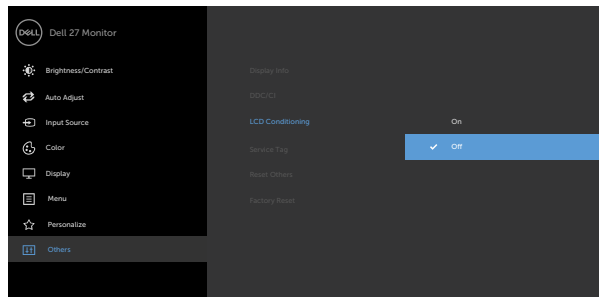 DELL
Dell 27 Monitor
Brightness/Contrast
Auto Adjust
Input Source
Color
Display
Menu
Personalize
Others
Display Info
DDC/CI
LCD Conditioning
Service Tag
Reset Others
Factory Reset
On
Off